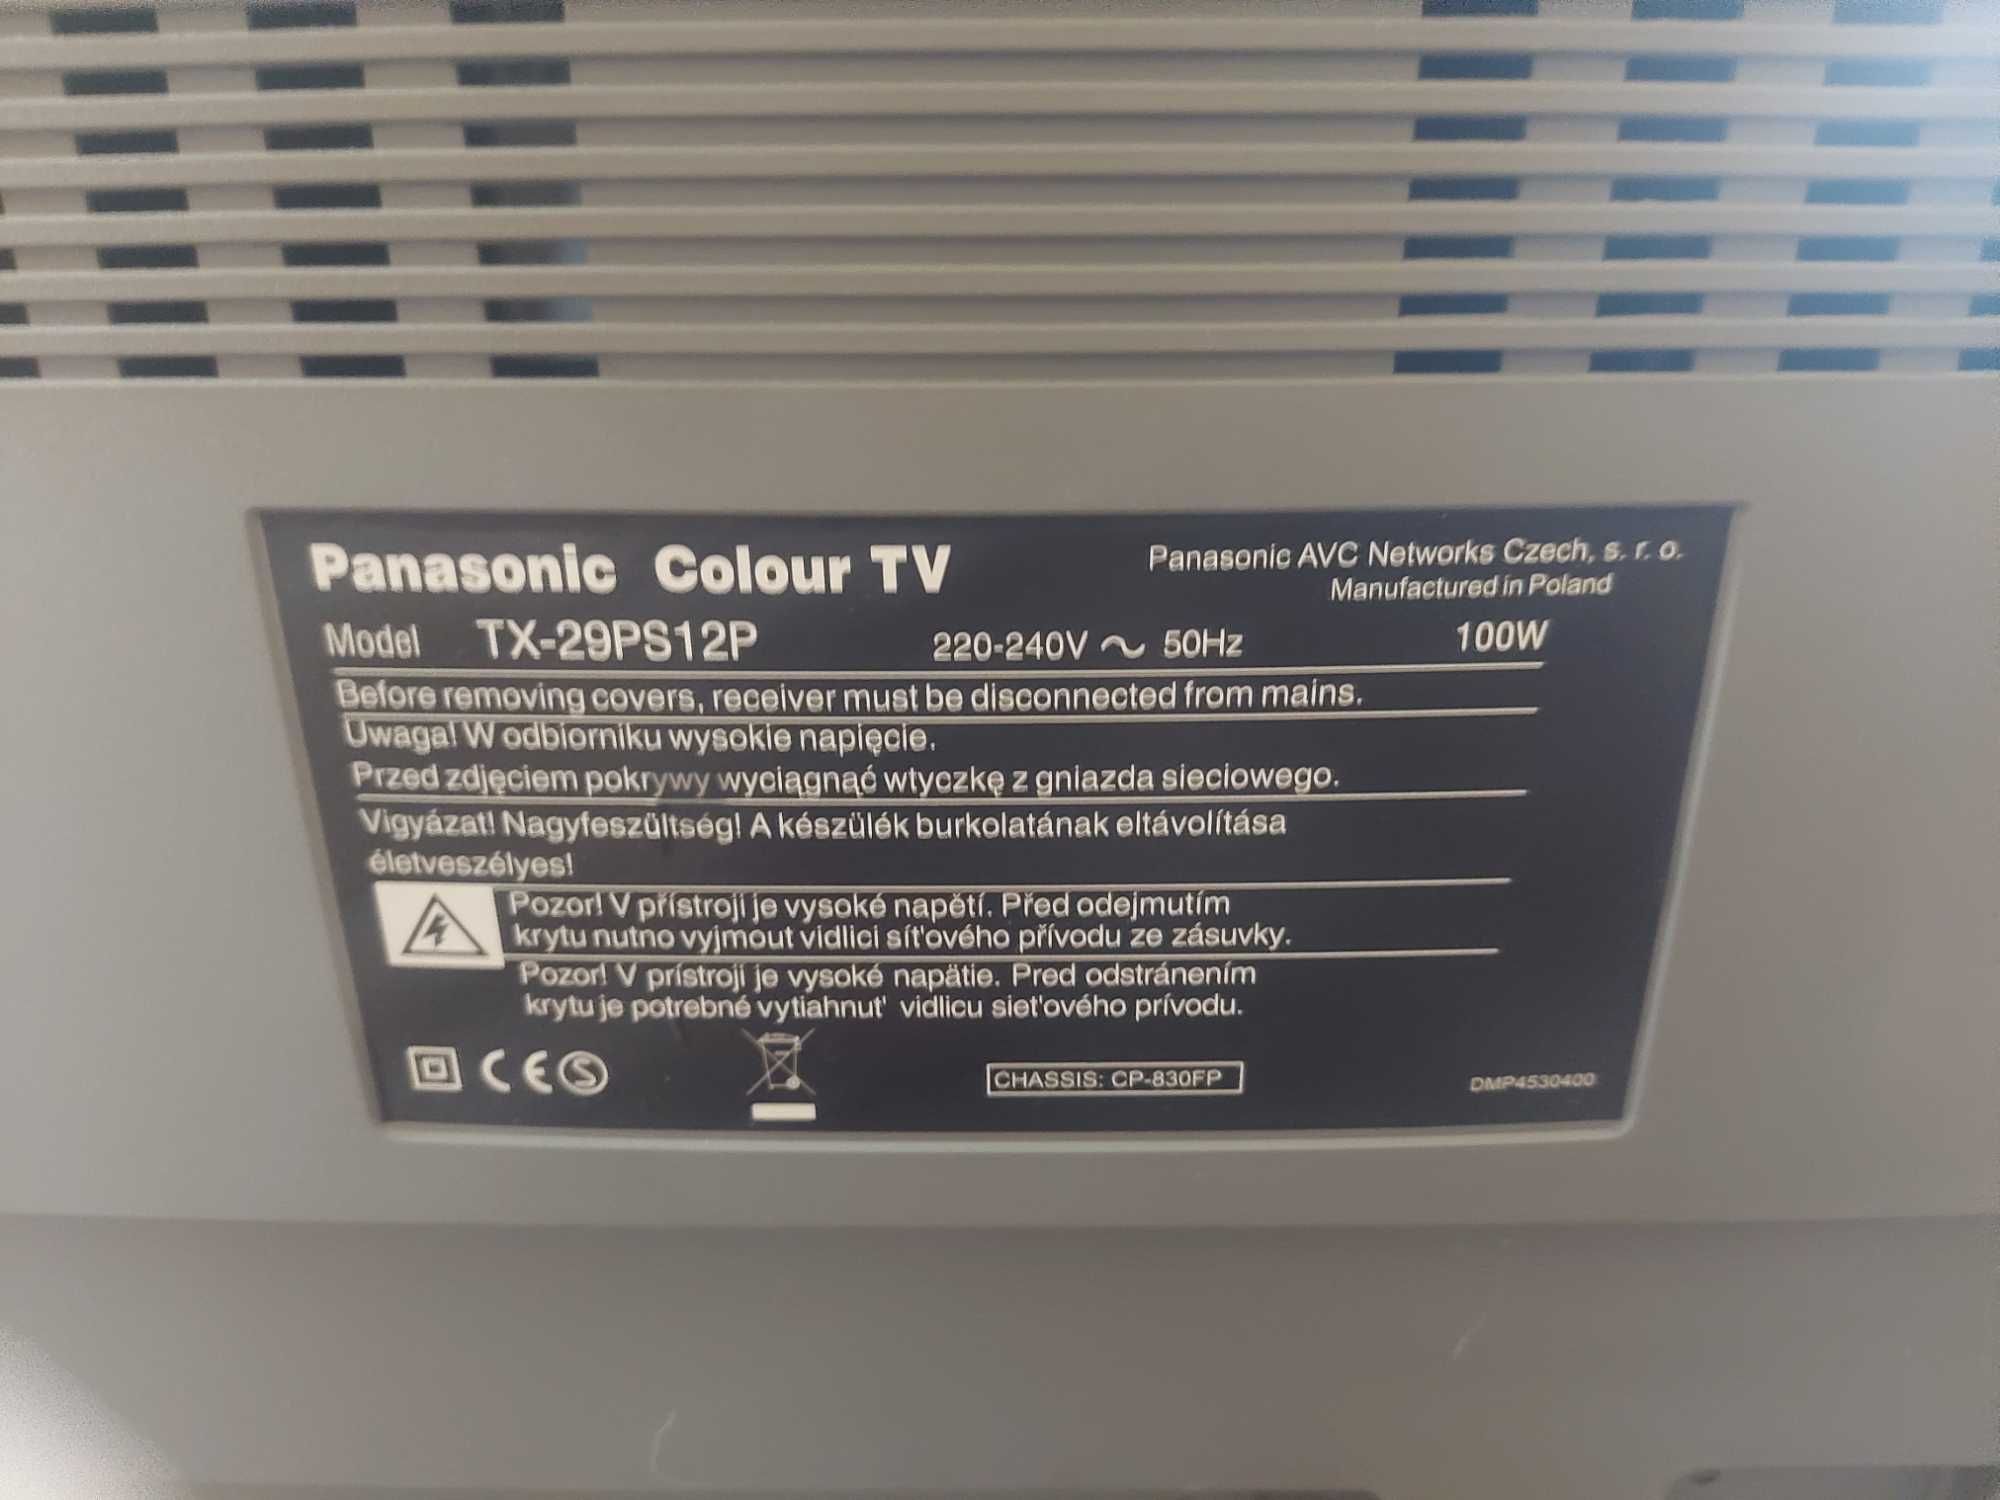 Panasonic Colour TV
Panasonic AVC Networks Czech, s. r. o.
Manufactured in Poland
Model TX-29PS12P 220-240V ~ 50Hz 100W
Before removing covers, receiver must be disconnected from mains.
Uwaga! W odbiorniku wysokie napięcie.
Przed zdjęciem pokrywy wyciągnąć wtyczkę z gniazda sieciowego.
Vigyázat! Nagyfeszültség! A készülék burkolatának eltávolítása
életveszélyes!
Pozor! V přístroji je vysoké napětí. Před odejmutím
krytu nutno vyjmout vidlici síťového přívodu ze zásuvky.
Pozor! V prístroji je vysoké napätie. Pred odstránením
krytu je potrebné vytiahnuť vidlicu sieťového prívodu.
CE S
CHASSIS: CP-830FP
DMP4530400